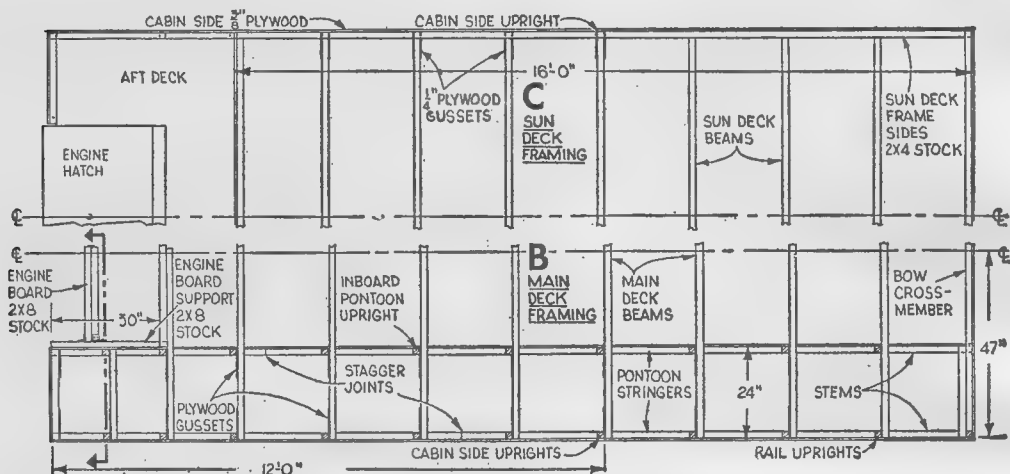 CABIN SIDE 3/8" PLYWOOD
CABIN SIDE UPRIGHT
AFT DECK
16'-0"
1/4" PLYWOOD
GUSSETS
C
SUN
DECK
FRAMING
SUN DECK
BEAMS
SUN DECK
FRAME
SIDES
2X4 STOCK
ENGINE
HATCH
℄
℄
℄
℄
ENGINE
BOARD
2X8
STOCK
30"
ENGINE
BOARD
SUPPORT
2X8
STOCK
INBOARD
PONTOON
UPRIGHT
B
MAIN
DECK
FRAMING
MAIN
DECK
BEAMS
BOW
CROSS-
MEMBER
47"
STAGGER
JOINTS
PLYWOOD
GUSSETS
PONTOON
STRINGERS
24"
STEMS
12'-0"
CABIN SIDE UPRIGHTS
RAIL UPRIGHTS